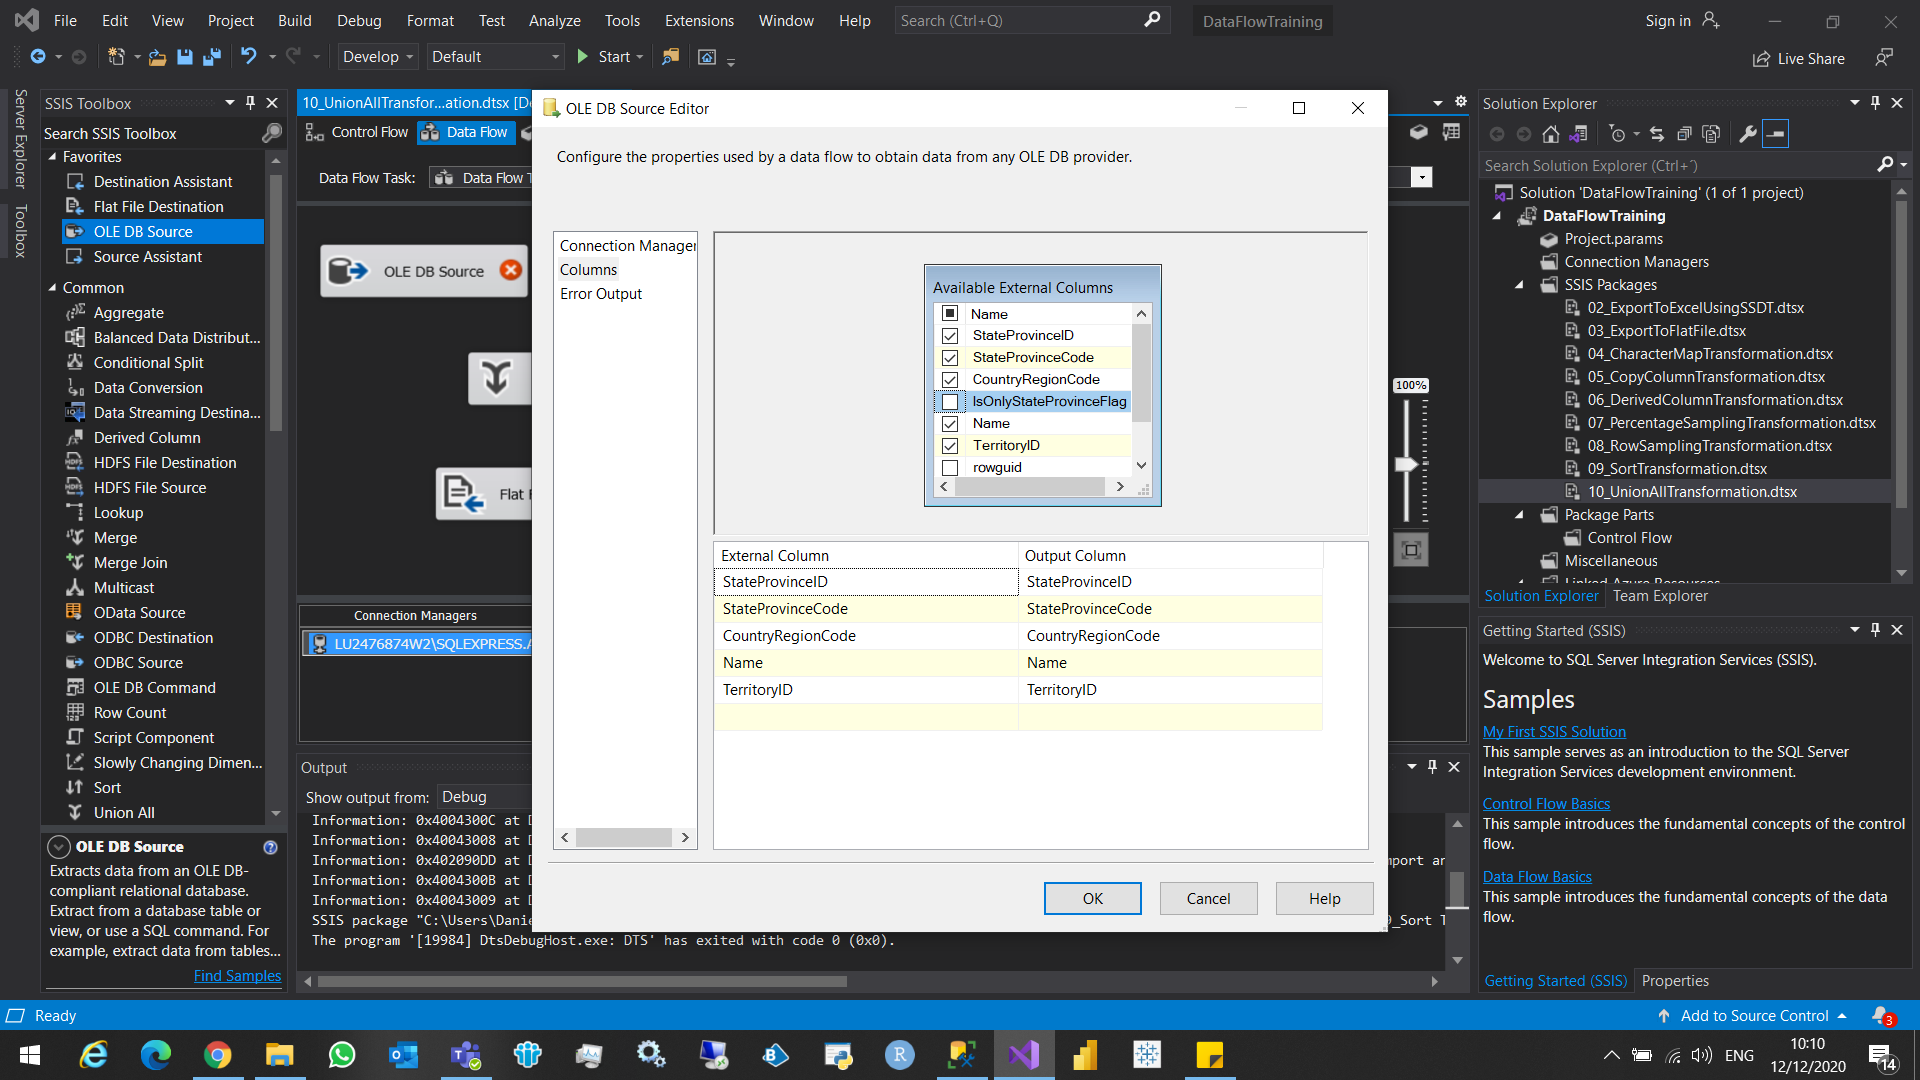 File Edit View Project Build Debug Format Test Analyze Tools Extensions Window Help Search (Ctrl+Q) DataFlowTraining Sign in
Develop Default Start Live Share
Server Explorer
Toolbox
SSIS Toolbox
Search SSIS Toolbox
Favorites
Destination Assistant
Flat File Destination
OLE DB Source
Source Assistant
Common
Aggregate
Balanced Data Distribut...
Conditional Split
Data Conversion
Data Streaming Destina...
Derived Column
HDFS File Destination
HDFS File Source
Lookup
Merge
Merge Join
Multicast
OData Source
ODBC Destination
ODBC Source
OLE DB Command
Row Count
Script Component
Slowly Changing Dimen...
Sort
Union All
OLE DB Source
Extracts data from an OLE DB-
compliant relational database.
Extract from a database table or
view, or use a SQL command. For
example, extract data from tables...
Find Samples
10_UnionAllTransfor...ation.dtsx [De
Control Flow Data Flow
Data Flow Task: Data Flow T
OLE DB Source
Flat F
100%
Connection Managers
LU2476874W2\SQLEXPRESS.A
Output
Show output from: Debug
Information: 0x4004300C at D
Information: 0x40043008 at D
Information: 0x402090DD at D mport an
Information: 0x4004300B at D
Information: 0x40043009 at D
SSIS package "C:\Users\Danie 9_Sort T
The program '[19984] DtsDebugHost.exe: DTS' has exited with code 0 (0x0).
OLE DB Source Editor
Configure the properties used by a data flow to obtain data from any OLE DB provider.
Connection Manager
Columns
Error Output
Available External Columns
Name
StateProvinceID
StateProvinceCode
CountryRegionCode
IsOnlyStateProvinceFlag
Name
TerritoryID
rowguid
External Column Output Column
StateProvinceID StateProvinceID
StateProvinceCode StateProvinceCode
CountryRegionCode CountryRegionCode
Name Name
TerritoryID TerritoryID
OK Cancel Help
Solution Explorer
Search Solution Explorer (Ctrl+´)
Solution 'DataFlowTraining' (1 of 1 project)
DataFlowTraining
Project.params
Connection Managers
SSIS Packages
02_ExportToExcelUsingSSDT.dtsx
03_ExportToFlatFile.dtsx
04_CharacterMapTransformation.dtsx
05_CopyColumnTransformation.dtsx
06_DerivedColumnTransformation.dtsx
07_PercentageSamplingTransformation.dtsx
08_RowSamplingTransformation.dtsx
09_SortTransformation.dtsx
10_UnionAllTransformation.dtsx
Package Parts
Control Flow
Miscellaneous
Linked Azure Resources
Solution Explorer Team Explorer
Getting Started (SSIS)
Welcome to SQL Server Integration Services (SSIS).
Samples
My First SSIS Solution
This sample serves as an introduction to the SQL Server
Integration Services development environment.
Control Flow Basics
This sample introduces the fundamental concepts of the control
flow.
Data Flow Basics
This sample introduces the fundamental concepts of the data
flow.
Getting Started (SSIS) Properties
Ready Add to Source Control 3
ENG 10:10
12/12/2020 14